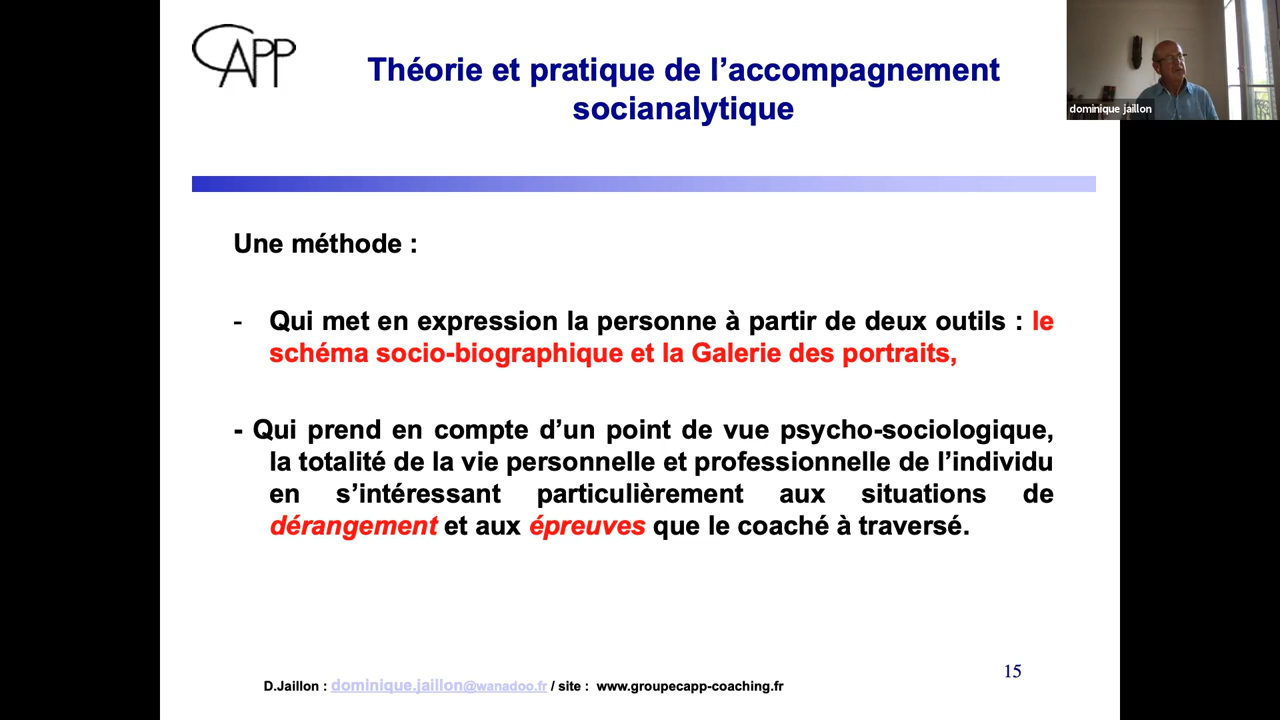 CAPP
Théorie et pratique de l’accompagnement
socianalytique
dominique jaillon
Une méthode :
- Qui met en expression la personne à partir de deux outils : le
schéma socio-biographique et la Galerie des portraits,
- Qui prend en compte d’un point de vue psycho-sociologique,
la totalité de la vie personnelle et professionnelle de l’individu
en s’intéressant particulièrement aux situations de
dérangement et aux épreuves que le coaché à traversé.
15
D.Jaillon : dominique.jaillon@wanadoo.fr / site : www.groupecapp-coaching.fr